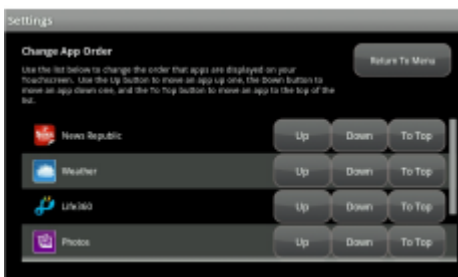 Settings
Change App Order
Return To Menu
Use the list below to change the order that apps are displayed on your
Touchscreen. Use the Up button to move an app up one, the Down button to
move an app down one, and the To Top button to move an app to the top of the
list.
News Republic Up Down To Top
Weather Up Down To Top
Life360 Up Down To Top
Photos Up Down To Top